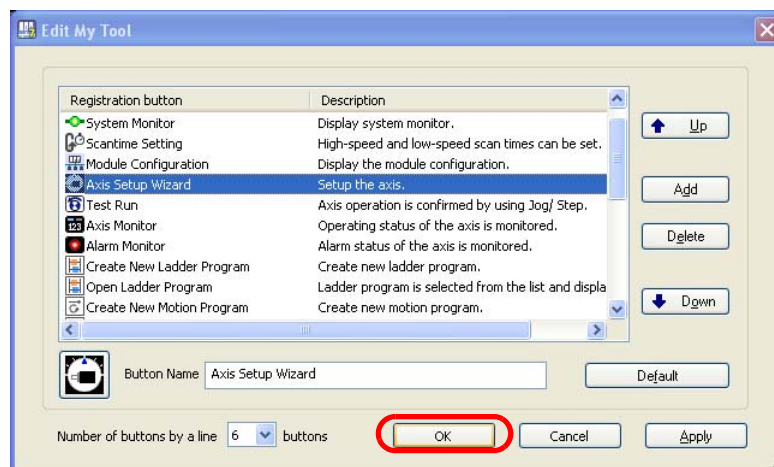 Edit My Tool
Registration button Description
System Monitor Display system monitor.
Scantime Setting High-speed and low-speed scan times can be set.
Module Configuration Display the module configuration.
Axis Setup Wizard Setup the axis.
Test Run Axis operation is confirmed by using Jog/ Step.
123 Axis Monitor Operating status of the axis is monitored.
Alarm Monitor Alarm status of the axis is monitored.
Create New Ladder Program Create new ladder program.
Open Ladder Program Ladder program is selected from the list and displa
Create New Motion Program Create new motion program.
Up
Add
Delete
Down
Button Name Axis Setup Wizard Default
Number of buttons by a line 6 buttons OK Cancel Apply